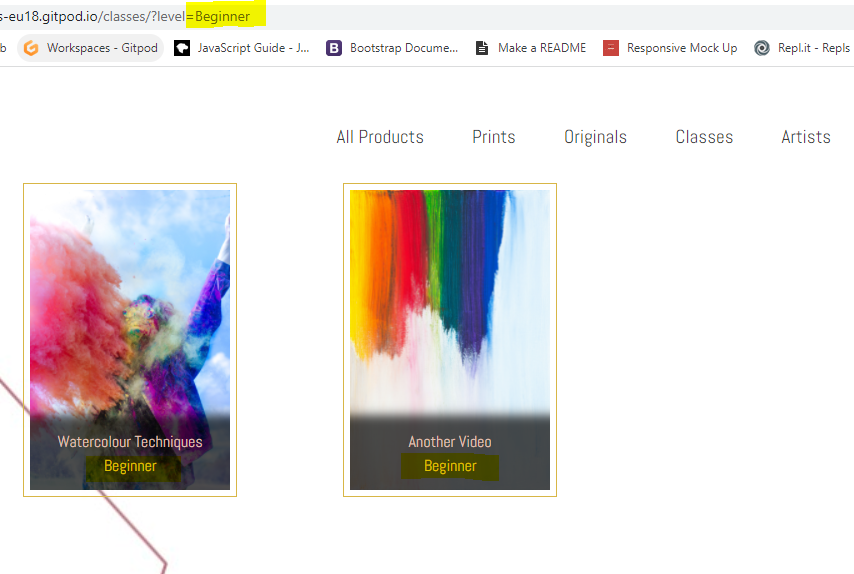 s-eu18.gitpod.io/classes/?level=Beginner
b Workspaces - Gitpod JavaScript Guide - J... Bootstrap Docume... Make a README Responsive Mock Up Repl.it - Repls
All Products Prints Originals Classes Artists
Watercolour Techniques
Beginner
Another Video
Beginner